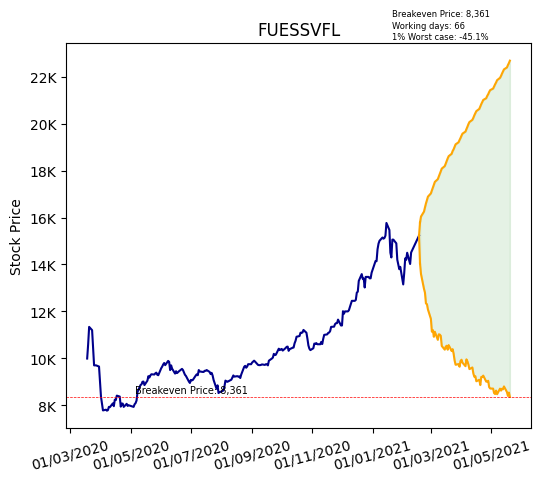 Breakeven Price: 8,361
Working days: 66
1% Worst case: -45.1%
FUESSVFL
Stock Price
22K
20K
18K
16K
14K
12K
10K
8K
Breakeven Price: 8,361
01/03/2020
01/05/2020
01/07/2020
01/09/2020
01/11/2020
01/01/2021
01/03/2021
01/05/2021